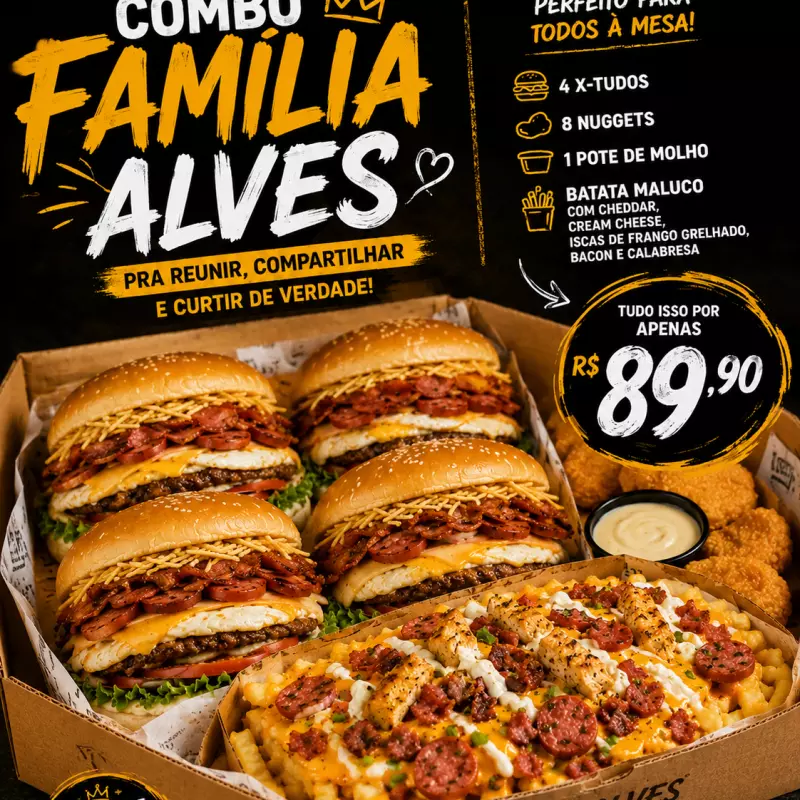 COMBO
FAMÍLIA
ALVES
PRA REUNIR, COMPARTILHAR
E CURTIR DE VERDADE!
PERFEITO PARA
TODOS À MESA!
4 X-TUDOS
8 NUGGETS
1 POTE DE MOLHO
BATATA MALUCO
COM CHEDDAR,
CREAM CHEESE,
ISCAS DE FRANGO GRELHADO,
BACON E CALABRESA
TUDO ISSO POR
APENAS
R$ 89,90